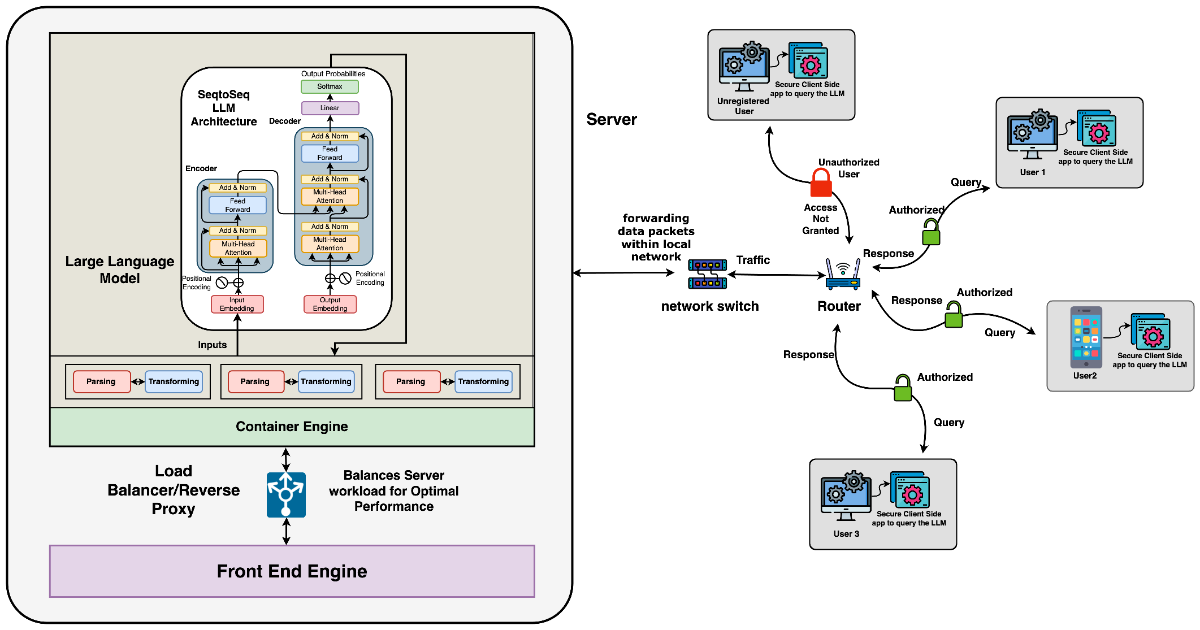 Output Probabilities
Softmax
SeqtoSeq
LLM
Architecture
Linear
Decoder
Add & Norm
Feed
Forward
Encoder
Add & Norm
Add & Norm
Multi-Head
Attention
Feed
Forward
Add & Norm
Add & Norm
Multi-Head
Attention
Multi-Head
Attention
Large Language
Model
Positional
Encoding
Positional
Encoding
Input
Embedding
Output
Embedding
Inputs
Parsing
Transforming
Parsing
Transforming
Parsing
Transforming
Container Engine
Load
Balancer/Reverse
Proxy
Balances Server
workload for Optimal
Performance
Front End Engine
Server
forwarding
data packets
within local
network
network switch
Traffic
Router
Unregistered
User
Secure Client Side
app to query the LLM
Unauthorized
User
Access
Not
Granted
Secure Client Side
app to query the LLM
User 1
Query
Authorized
Response
Authorized
Response
Query
Secure Client Side
app to query the LLM
User2
Response
Authorized
Query
Secure Client Side
app to query the LLM
User 3